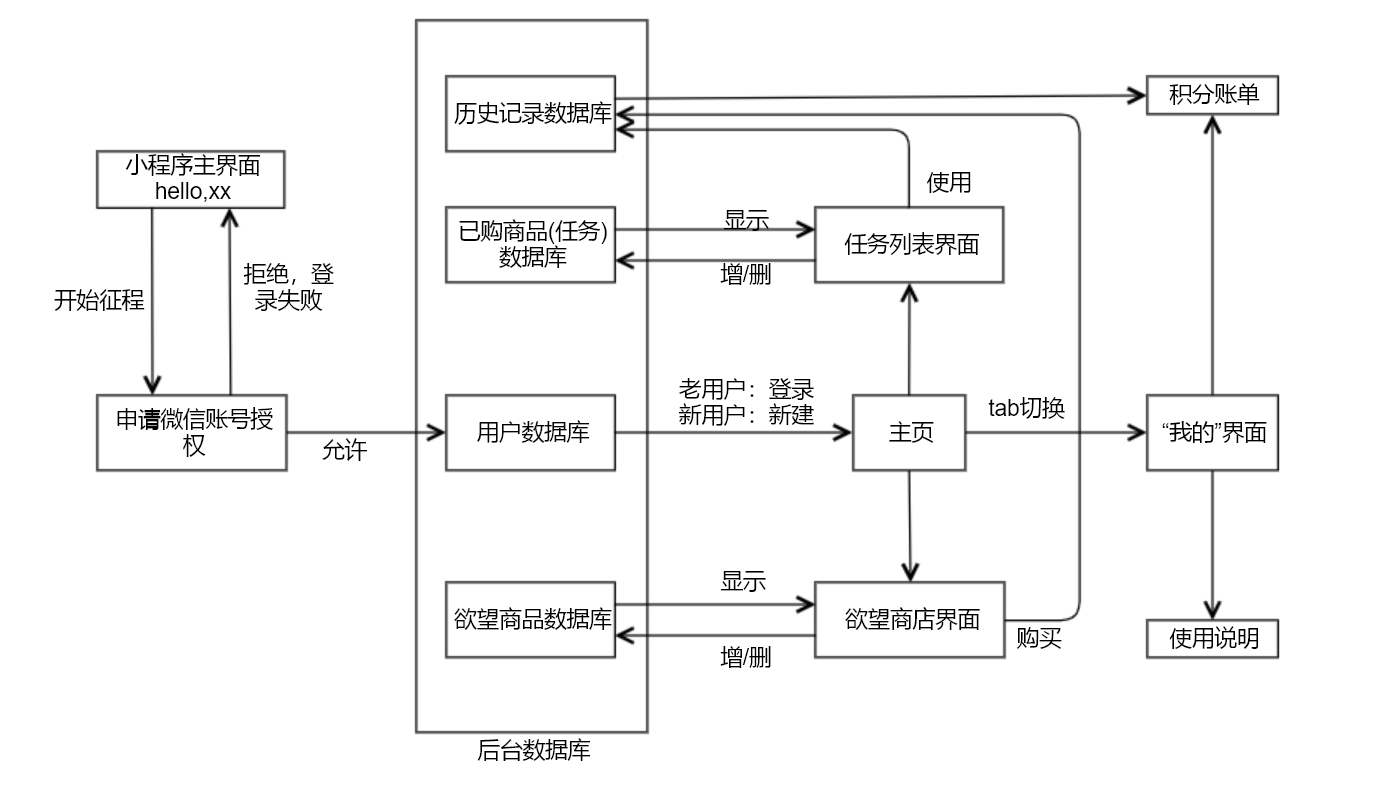 历史记录数据库
积分账单
小程序主界面
hello,xx
使用
已购商品(任务)
数据库
显示
增/删
任务列表界面
开始征程
拒绝，登
录失败
申请微信账号授
权
允许
用户数据库
老用户：登录
新用户：新建
主页
tab切换
“我的”界面
欲望商品数据库
显示
增/删
欲望商店界面
购买
使用说明
后台数据库